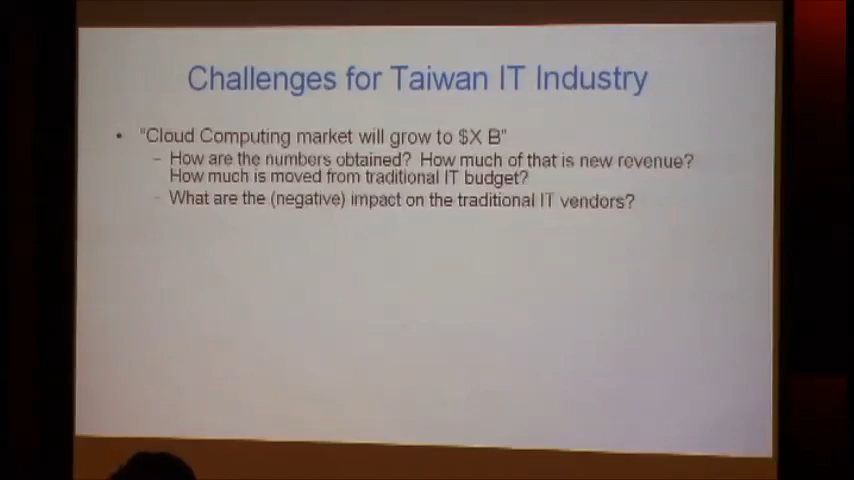 Challenges for Taiwan IT Industry
• "Cloud Computing market will grow to $X B"
– How are the numbers obtained? How much of that is new revenue?
How much is moved from traditional IT budget?
– What are the (negative) impact on the traditional IT vendors?